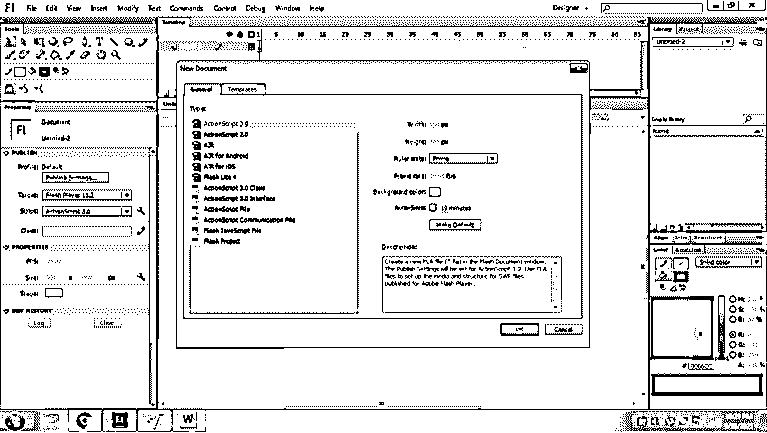 Fl File Edit View Insert Modify Text Commands Control Debug Window Help Designer
Tools
Properties
Fl Document
Untitled-2
PUBLISH
Profile: Default
Publish Settings...
Target: Flash Player 11.2
Script: ActionScript 3.0
Class:
PROPERTIES
FPS:
Size:
Stage:
SWF HISTORY
Log Clear
Timeline
New Document
General Templates
Type:
ActionScript 3.0
ActionScript 2.0
AIR
AIR for Android
AIR for iOS
Flash Lite 4
ActionScript 3.0 Class
ActionScript 3.0 Interface
ActionScript File
ActionScript Communication File
Flash JavaScript File
Flash Project
Width:
Height:
Ruler units: Pixels
Frame rate: fps
Background color:
Auto-Save: 10 minutes
Make Default
Description:
Create a new FLA file (*.fla) in the Flash Document window.
The Publish Settings will be set for ActionScript 3.0. Use FLA
files to set up the media and structure for SWF files
published for Adobe Flash Player.
OK Cancel
Library
Untitled-2
Empty library
Name
Align
Color
Solid color
H:
S:
B:
R:
G:
B:
A: